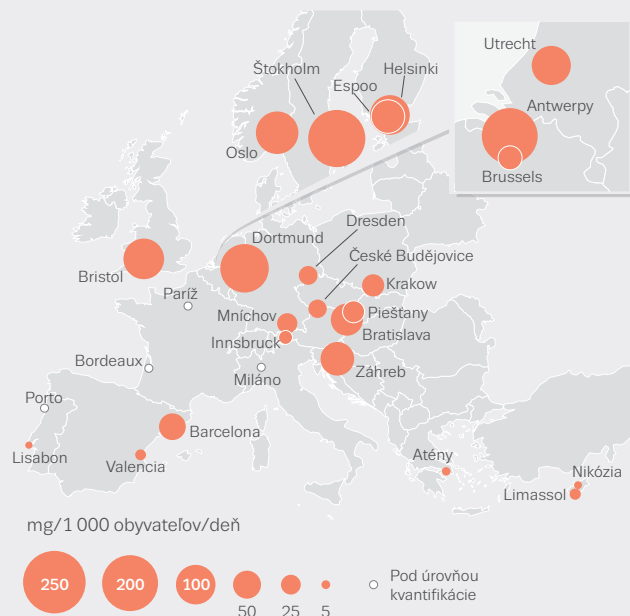 Utrecht
Antwerpy
Brussels
Štokholm
Espoo
Helsinki
Oslo
Dresden
Dortmund
České Budějovice
Bristol
Krakow
Paríž
Mníchov
Piešťany
Innsbruck
Bratislava
Bordeaux
Miláno
Záhreb
Porto
Barcelona
Lisabon
Valencia
Atény
Nikózia
Limassol
mg/1 000 obyvateľov/deň
250
200
100
50
25
5
Pod úrovňou
kvantifikácie